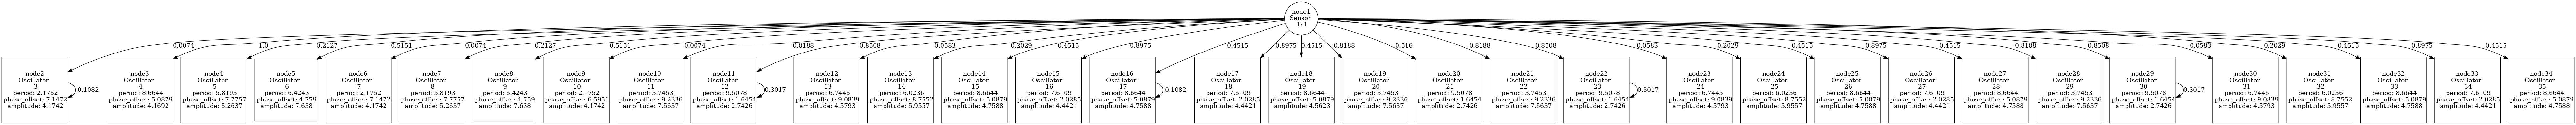 node1
Sensor
1s1
0.0074
1.0
0.2127
-0.5151
0.0074
0.2127
-0.5151
0.0074
-0.8188
0.8508
-0.0583
0.2029
0.4515
0.8975
0.4515
0.8975
0.4515
-0.8188
0.516
-0.8188
0.8508
-0.0583
0.2029
0.4515
0.8975
0.4515
-0.8188
0.8508
-0.0583
0.2029
0.4515
0.8975
0.4515
node2
Oscillator
3
period: 2.1752
phase_offset: 7.1472
amplitude: 4.1742
-0.1082
node3
Oscillator
4
period: 8.6644
phase_offset: 5.0879
amplitude: 4.1692
node4
Oscillator
5
period: 5.8193
phase_offset: 7.7757
amplitude: 5.2637
node5
Oscillator
6
period: 6.4243
phase_offset: 4.759
amplitude: 7.638
node6
Oscillator
7
period: 2.1752
phase_offset: 7.1472
amplitude: 4.1742
node7
Oscillator
8
period: 5.8193
phase_offset: 7.7757
amplitude: 5.2637
node8
Oscillator
9
period: 6.4243
phase_offset: 4.759
amplitude: 7.638
node9
Oscillator
10
period: 2.1752
phase_offset: 6.5951
amplitude: 4.1742
node10
Oscillator
11
period: 3.7453
phase_offset: 9.2336
amplitude: 7.5637
node11
Oscillator
12
period: 9.5078
phase_offset: 1.6454
amplitude: 2.7426
0.3017
node12
Oscillator
13
period: 6.7445
phase_offset: 9.0839
amplitude: 4.5793
node13
Oscillator
14
period: 6.0236
phase_offset: 8.7552
amplitude: 5.9557
node14
Oscillator
15
period: 8.6644
phase_offset: 5.0879
amplitude: 4.7588
node15
Oscillator
16
period: 7.6109
phase_offset: 2.0285
amplitude: 4.4421
node16
Oscillator
17
period: 8.6644
phase_offset: 5.0879
amplitude: 4.7588
-0.1082
node17
Oscillator
18
period: 7.6109
phase_offset: 2.0285
amplitude: 4.4421
node18
Oscillator
19
period: 8.6644
phase_offset: 5.0879
amplitude: 4.5623
node19
Oscillator
20
period: 3.7453
phase_offset: 9.2336
amplitude: 7.5637
node20
Oscillator
21
period: 9.5078
phase_offset: 1.6454
amplitude: 2.7426
node21
Oscillator
22
period: 3.7453
phase_offset: 9.2336
amplitude: 7.5637
node22
Oscillator
23
period: 9.5078
phase_offset: 1.6454
amplitude: 2.7426
0.3017
node23
Oscillator
24
period: 6.7445
phase_offset: 9.0839
amplitude: 4.5793
node24
Oscillator
25
period: 6.0236
phase_offset: 8.7552
amplitude: 5.9557
node25
Oscillator
26
period: 8.6644
phase_offset: 5.0879
amplitude: 4.7588
node26
Oscillator
27
period: 7.6109
phase_offset: 2.0285
amplitude: 4.4421
node27
Oscillator
28
period: 8.6644
phase_offset: 5.0879
amplitude: 4.7588
node28
Oscillator
29
period: 3.7453
phase_offset: 9.2336
amplitude: 7.5637
node29
Oscillator
30
period: 9.5078
phase_offset: 1.6454
amplitude: 2.7426
0.3017
node30
Oscillator
31
period: 6.7445
phase_offset: 9.0839
amplitude: 4.5793
node31
Oscillator
32
period: 6.0236
phase_offset: 8.7552
amplitude: 5.9557
node32
Oscillator
33
period: 8.6644
phase_offset: 5.0879
amplitude: 4.7588
node33
Oscillator
34
period: 7.6109
phase_offset: 2.0285
amplitude: 4.4421
node34
Oscillator
35
period: 8.6644
phase_offset: 5.0879
amplitude: 4.7588